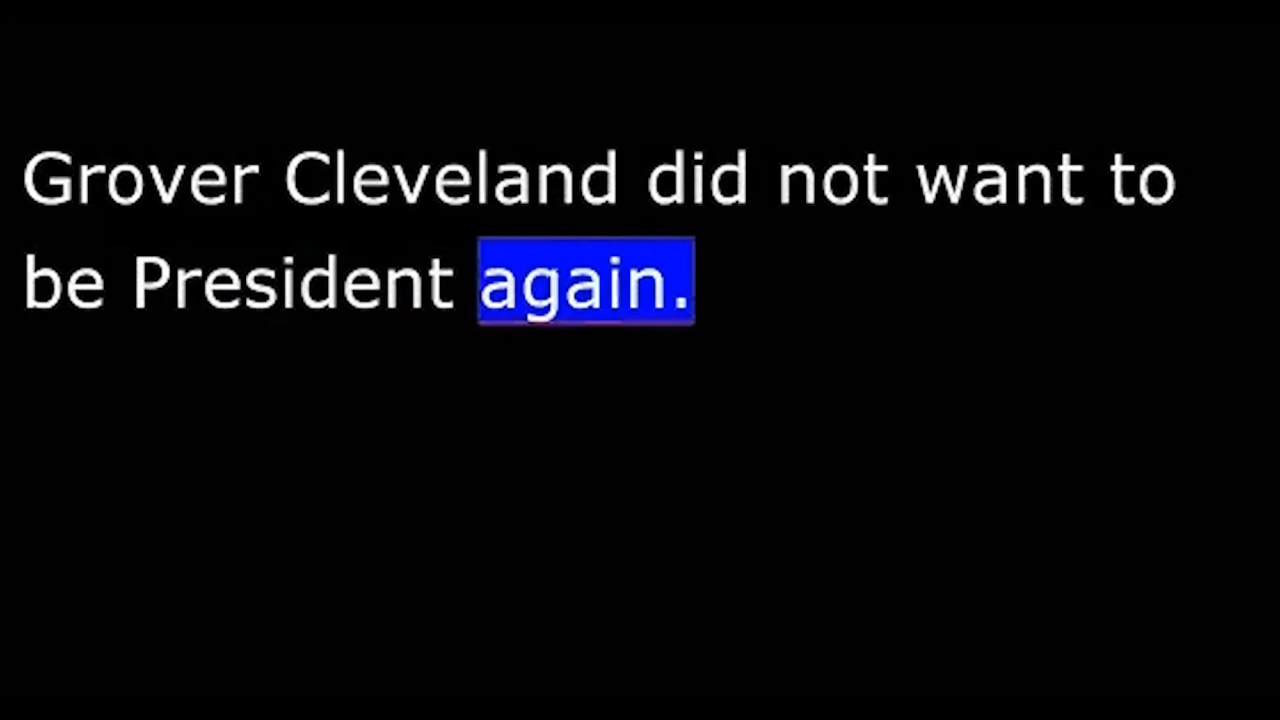 Grover Cleveland did not want to
be President again.